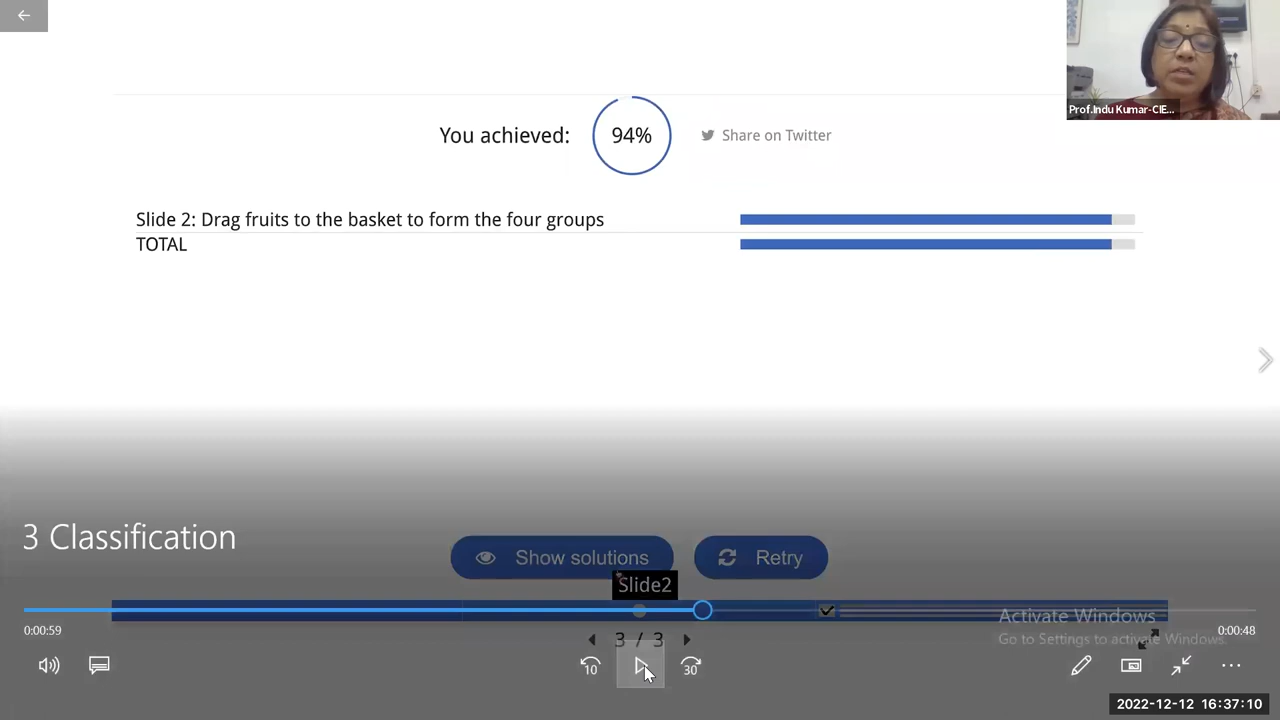 Prof.Indu Kumar-CIE...
You achieved:
94%
Share on Twitter
Slide 2: Drag fruits to the basket to form the four groups
TOTAL
3 Classification
Show solutions
Retry
Slide2
0:00:59
0:00:48
Activate Windows
Go to Settings to activate Windows.
3 / 3
10
30
2022-12-12 16:37:10